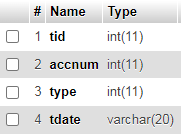 # Name Type
1 tid int(11)
2 accnum int(11)
3 type int(11)
4 tdate varchar(20)